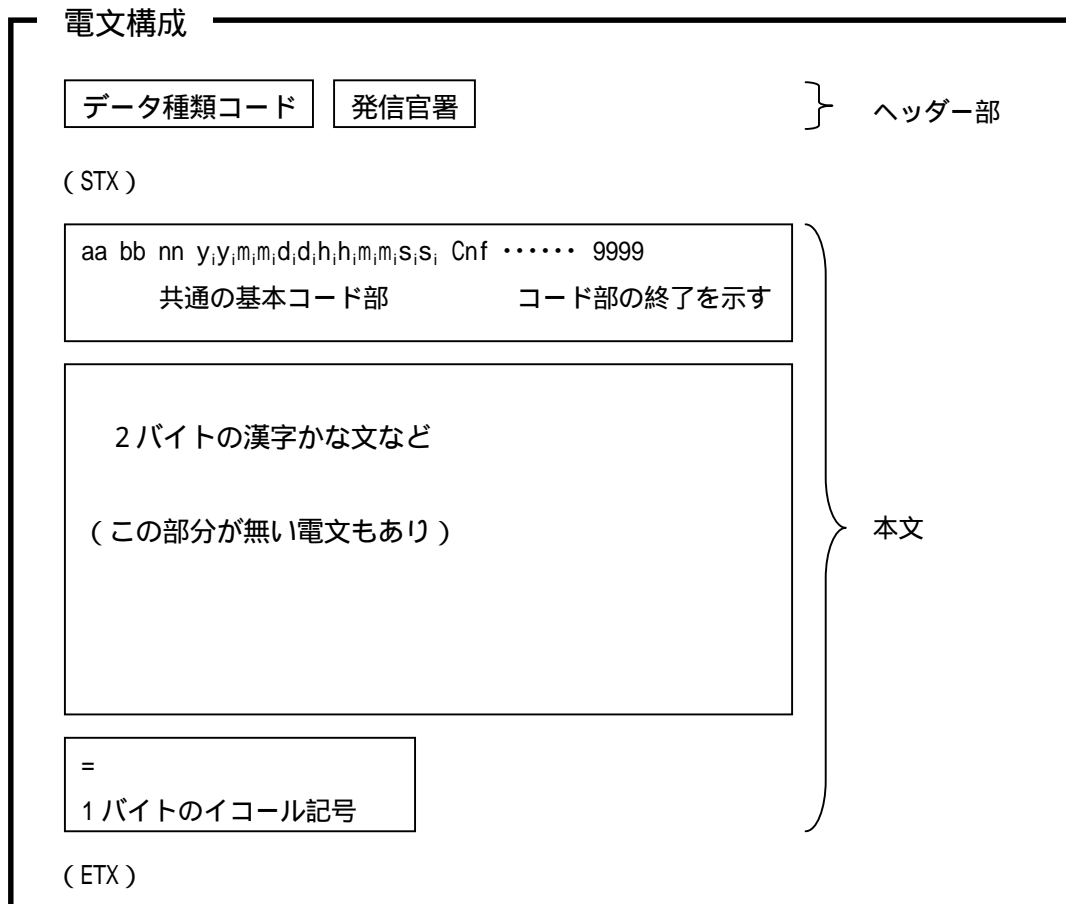 電文構成
データ種類コード 発信官署 ヘッダー部
(STX)
aa bb nn yᵢyᵢmᵢmᵢdᵢdᵢhᵢhᵢmᵢmᵢsᵢsᵢ Cnf ・・・・・・ 9999
共通の基本コード部 コード部の終了を示す
2バイトの漢字かな文など
(この部分が無い電文もあり)
本文
=
1バイトのイコール記号
(ETX)